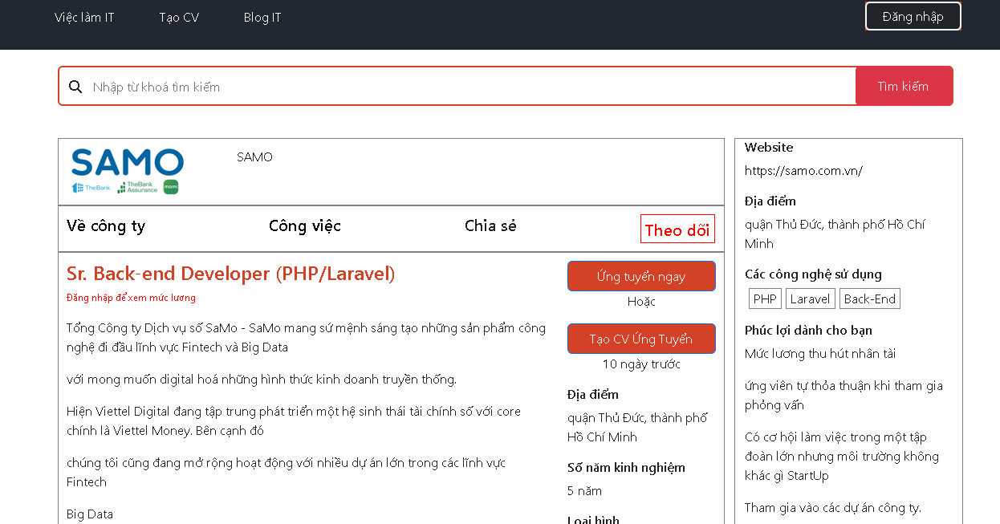 Việc làm IT
Tạo CV
Blog IT
Đăng nhập
Nhập từ khoá tìm kiếm
Tìm kiếm
SAMO
TheBank
TheBank
Assurance
momi
SAMO
Về công ty
Công việc
Chia sẻ
Theo dõi
Sr. Back-end Developer (PHP/Laravel)
Đăng nhập để xem mức lương
Tổng Công ty Dịch vụ số SaMo - SaMo mang sứ mệnh sáng tạo những sản phẩm công
nghệ đi đầu lĩnh vực Fintech và Big Data
với mong muốn digital hoá những hình thức kinh doanh truyền thống.
Hiện Viettel Digital đang tập trung phát triển một hệ sinh thái tài chính số với core
chính là Viettel Money. Bên cạnh đó
chúng tôi cũng đang mở rộng hoạt động với nhiều dự án lớn trong các lĩnh vực
Fintech
Big Data
Ứng tuyển ngay
Hoặc
Tạo CV Ứng Tuyển
10 ngày trước
Địa điểm
quận Thủ Đức, thành phố
Hồ Chí Minh
Số năm kinh nghiệm
5 năm
Loại hình
Website
https://samo.com.vn/
Địa điểm
quận Thủ Đức, thành phố Hồ Chí
Minh
Các công nghệ sử dụng
PHP
Laravel
Back-End
Phúc lợi dành cho bạn
Mức lương thu hút nhân tài
ứng viên tự thỏa thuận khi tham gia
phỏng vấn
Có cơ hội làm việc trong một tập
đoàn lớn nhưng môi trường không
khác gì StartUp
Tham gia vào các dự án công ty.